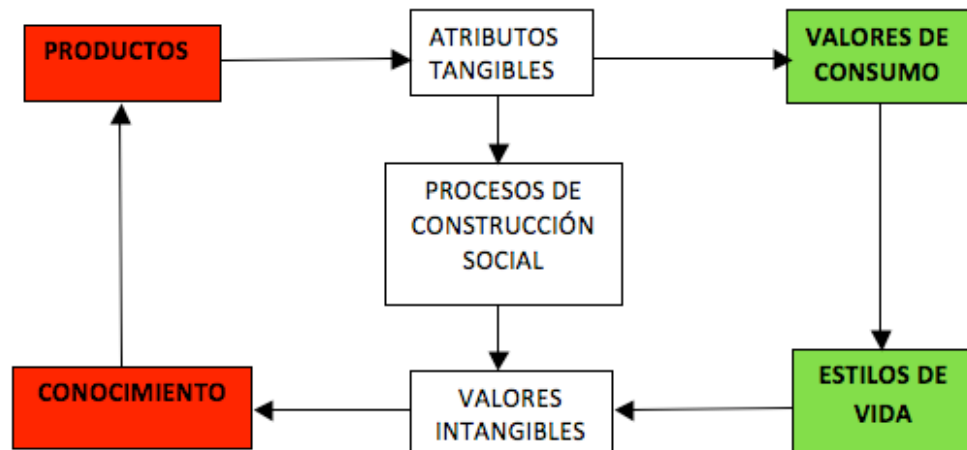 PRODUCTOS
ATRIBUTOS
TANGIBLES
VALORES DE
CONSUMO
PROCESOS DE
CONSTRUCCIÓN
SOCIAL
CONOCIMIENTO
VALORES
INTANGIBLES
ESTILOS DE
VIDA